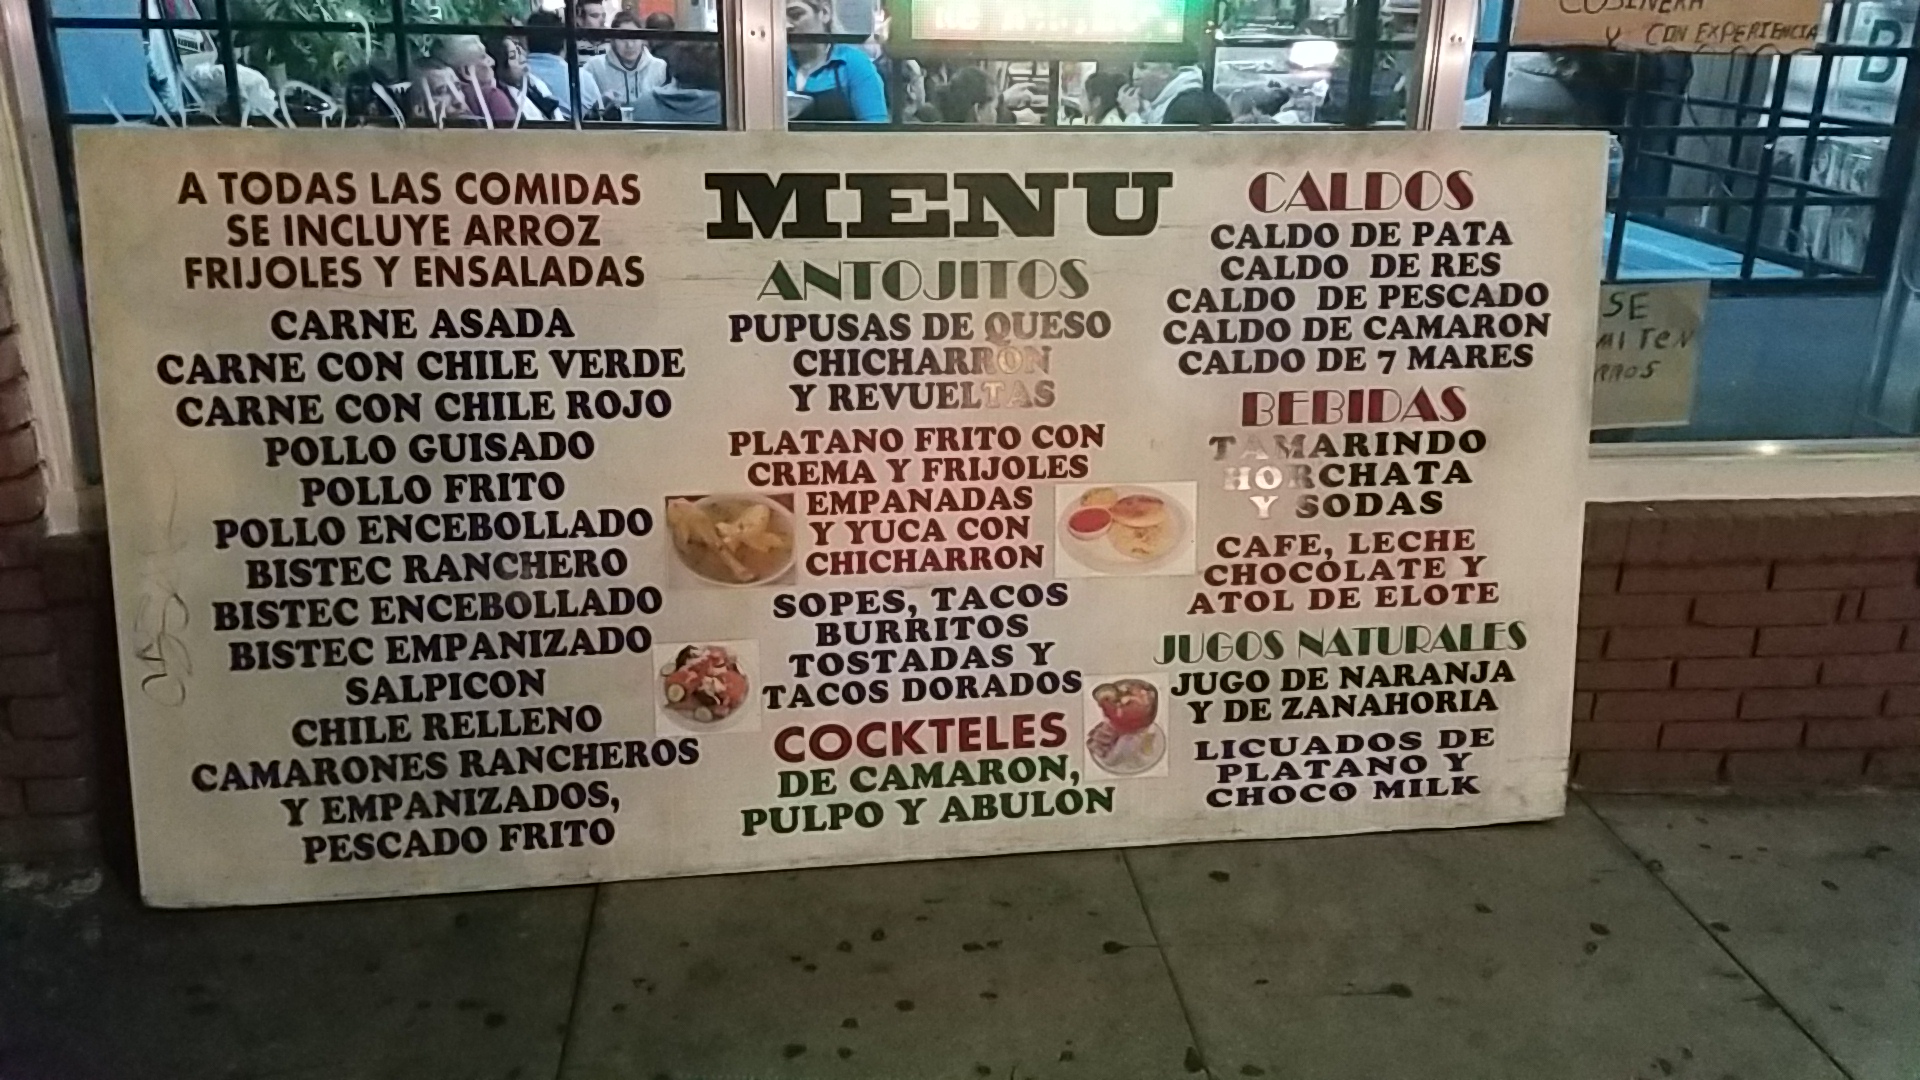 COSINERA
Y CON EXPERIENCIA
B
A TODAS LAS COMIDAS
SE INCLUYE ARROZ
FRIJOLES Y ENSALADAS
CARNE ASADA
CARNE CON CHILE VERDE
CARNE CON CHILE ROJO
POLLO GUISADO
POLLO FRITO
POLLO ENCEBOLLADO
BISTEC RANCHERO
BISTEC ENCEBOLLADO
BISTEC EMPANIZADO
SALPICON
CHILE RELLENO
CAMARONES RANCHEROS
Y EMPANIZADOS,
PESCADO FRITO
MENU
ANTOJITOS
PUPUSAS DE QUESO
CHICHARRON
Y REVUELTAS
PLATANO FRITO CON
CREMA Y FRIJOLES
EMPANADAS
Y YUCA CON
CHICHARRON
SOPES, TACOS
BURRITOS
TOSTADAS Y
TACOS DORADOS
COCKTELES
DE CAMARON,
PULPO Y ABULON
CALDOS
CALDO DE PATA
CALDO DE RES
CALDO DE PESCADO
CALDO DE CAMARON
CALDO DE 7 MARES
BEBIDAS
TAMARINDO
HORCHATA
Y SODAS
CAFE, LECHE
CHOCOLATE Y
ATOL DE ELOTE
JUGOS NATURALES
JUGO DE NARANJA
Y DE ZANAHORIA
LICUADOS DE
PLATANO Y
CHOCO MILK
SE